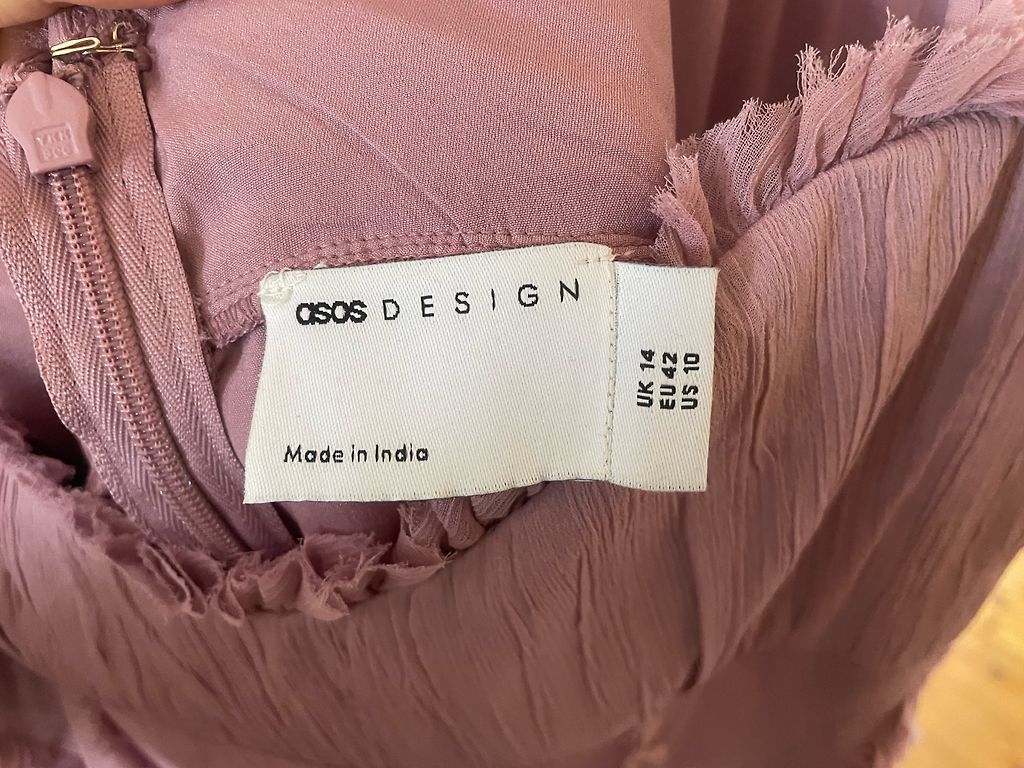 asos DESIGN
Made in India
UK 14
EU 42
US 10